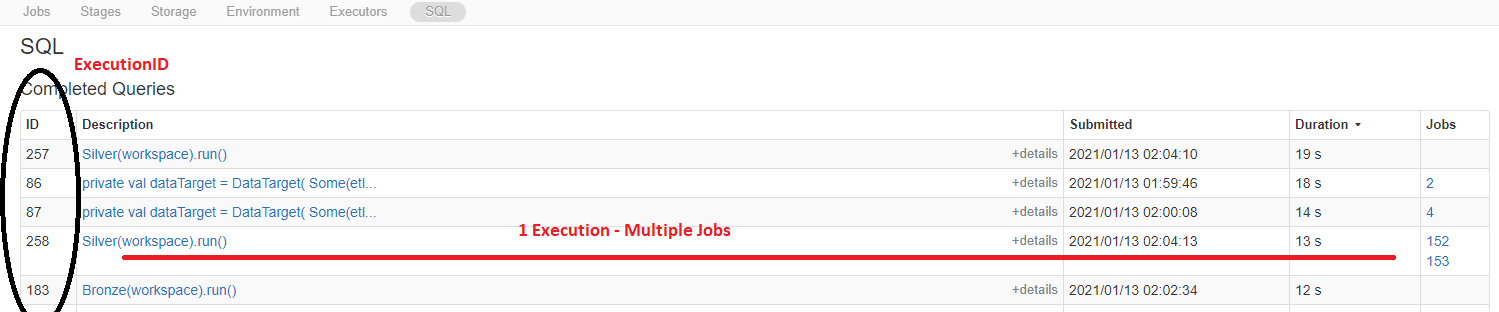 Jobs Stages Storage Environment Executors SQL
SQL
ExecutionID
Completed Queries
ID Description Submitted Duration Jobs
257 Silver(workspace).run() +details 2021/01/13 02:04:10 19 s
86 private val dataTarget = DataTarget( Some(etl... +details 2021/01/13 01:59:46 18 s 2
87 private val dataTarget = DataTarget( Some(etl... +details 2021/01/13 02:00:08 14 s 4
1 Execution - Multiple Jobs
258 Silver(workspace).run() +details 2021/01/13 02:04:13 13 s 152
153
183 Bronze(workspace).run() +details 2021/01/13 02:02:34 12 s